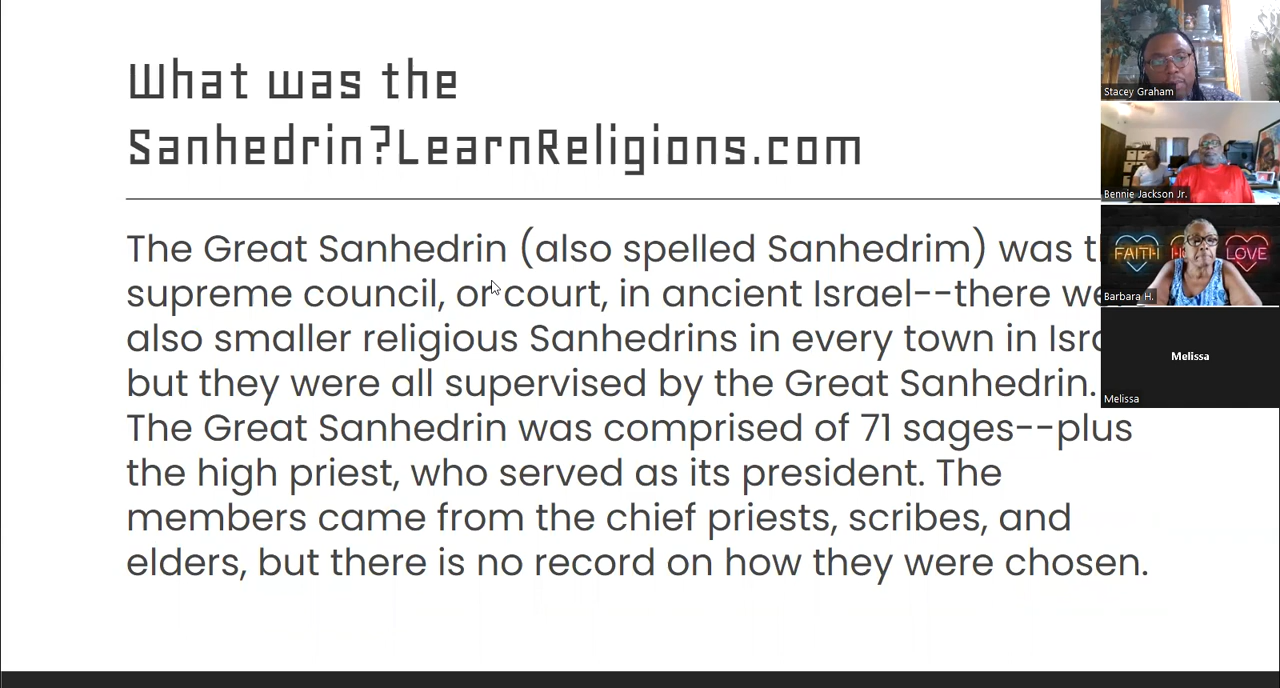 What was the
Sanhedrin?LearnReligions.com
The Great Sanhedrin (also spelled Sanhedrim) was
supreme council, or court, in ancient Israel--there
also smaller religious Sanhedrins in every town in
but they were all supervised by the Great Sanhedrin.
The Great Sanhedrin was comprised of 71 sages--plus
the high priest, who served as its president. The
members came from the chief priests, scribes, and
elders, but there is no record on how they were chosen.
Stacey Graham
Bennie Jackson Jr.
FAITH LOVE
Barbara H.
Melissa
Melissa